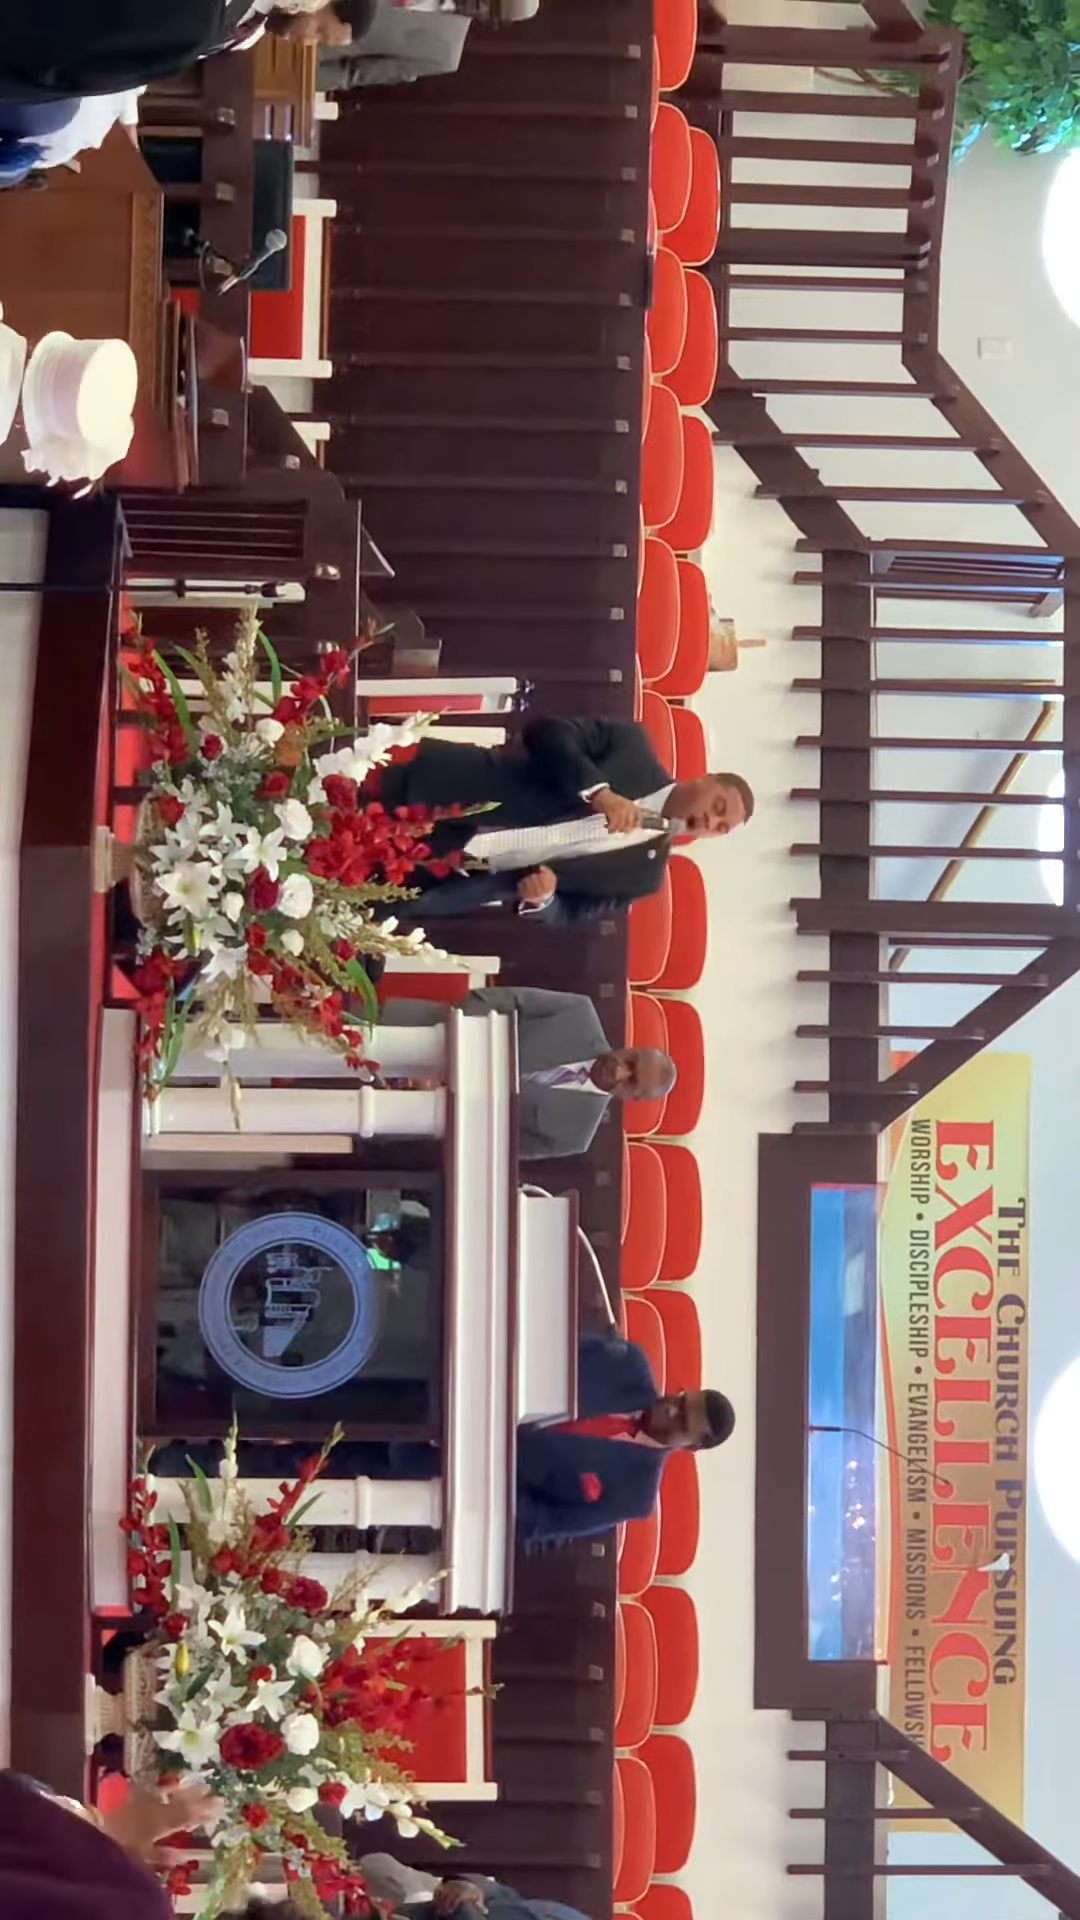 THE CHURCH PURSUING
EXCELLENCE
WORSHIP • DISCIPLESHIP • EVANGELISM • MISSIONS • FELLOWSH